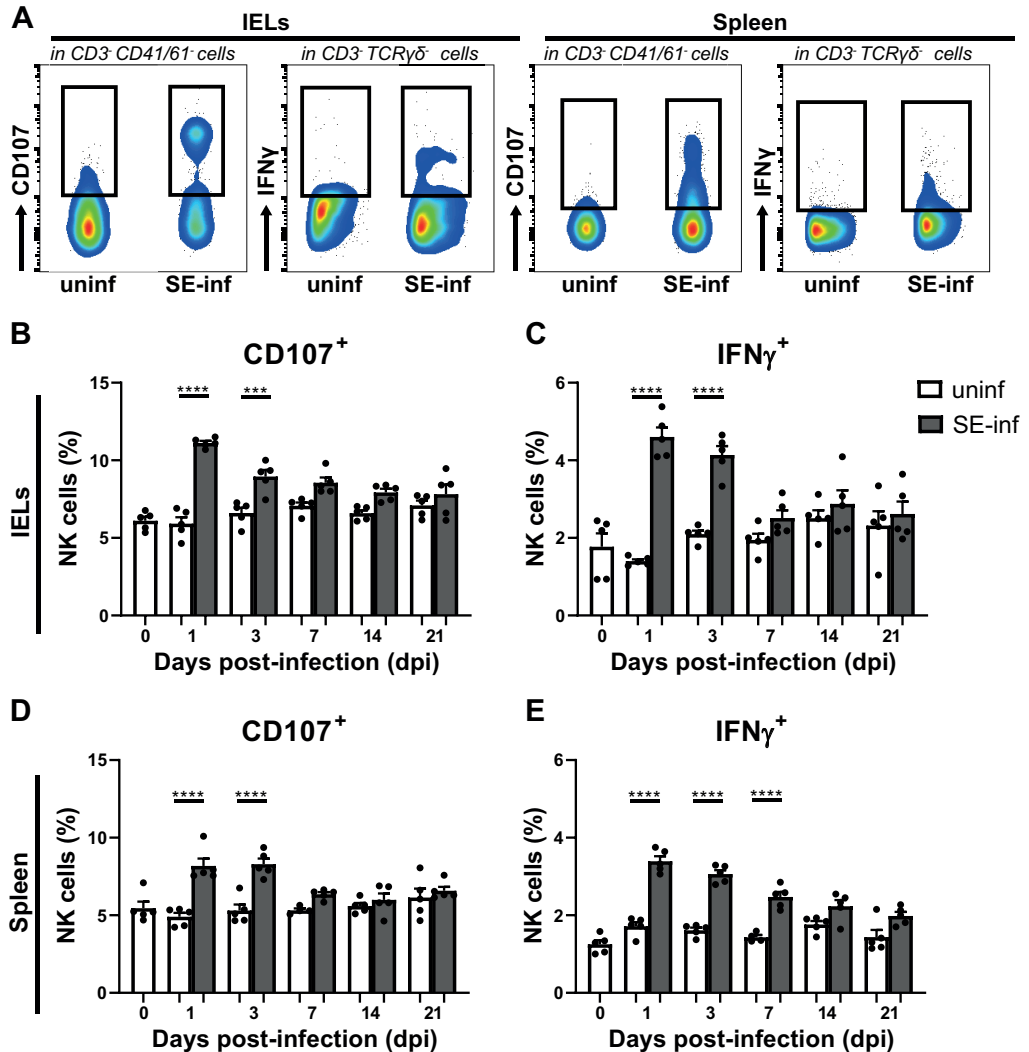 A
IELs
Spleen
in CD3- CD41/61- cells
in CD3- TCRγδ- cells
in CD3- CD41/61- cells
in CD3- TCRγδ- cells
CD107
IFNγ
CD107
IFNγ
uninf SE-inf
uninf SE-inf
uninf SE-inf
uninf SE-inf
B
CD107+
C
IFNγ+
uninf
SE-inf
IELs
NK cells (%)
15
10
5
0
**** ***
0 1 3 7 14 21
Days post-infection (dpi)
NK cells (%)
6
4
2
0
**** ****
0 1 3 7 14 21
Days post-infection (dpi)
D
CD107+
E
IFNγ+
Spleen
NK cells (%)
15
10
5
0
**** ****
0 1 3 7 14 21
Days post-infection (dpi)
NK cells (%)
6
4
2
0
**** **** ****
0 1 3 7 14 21
Days post-infection (dpi)